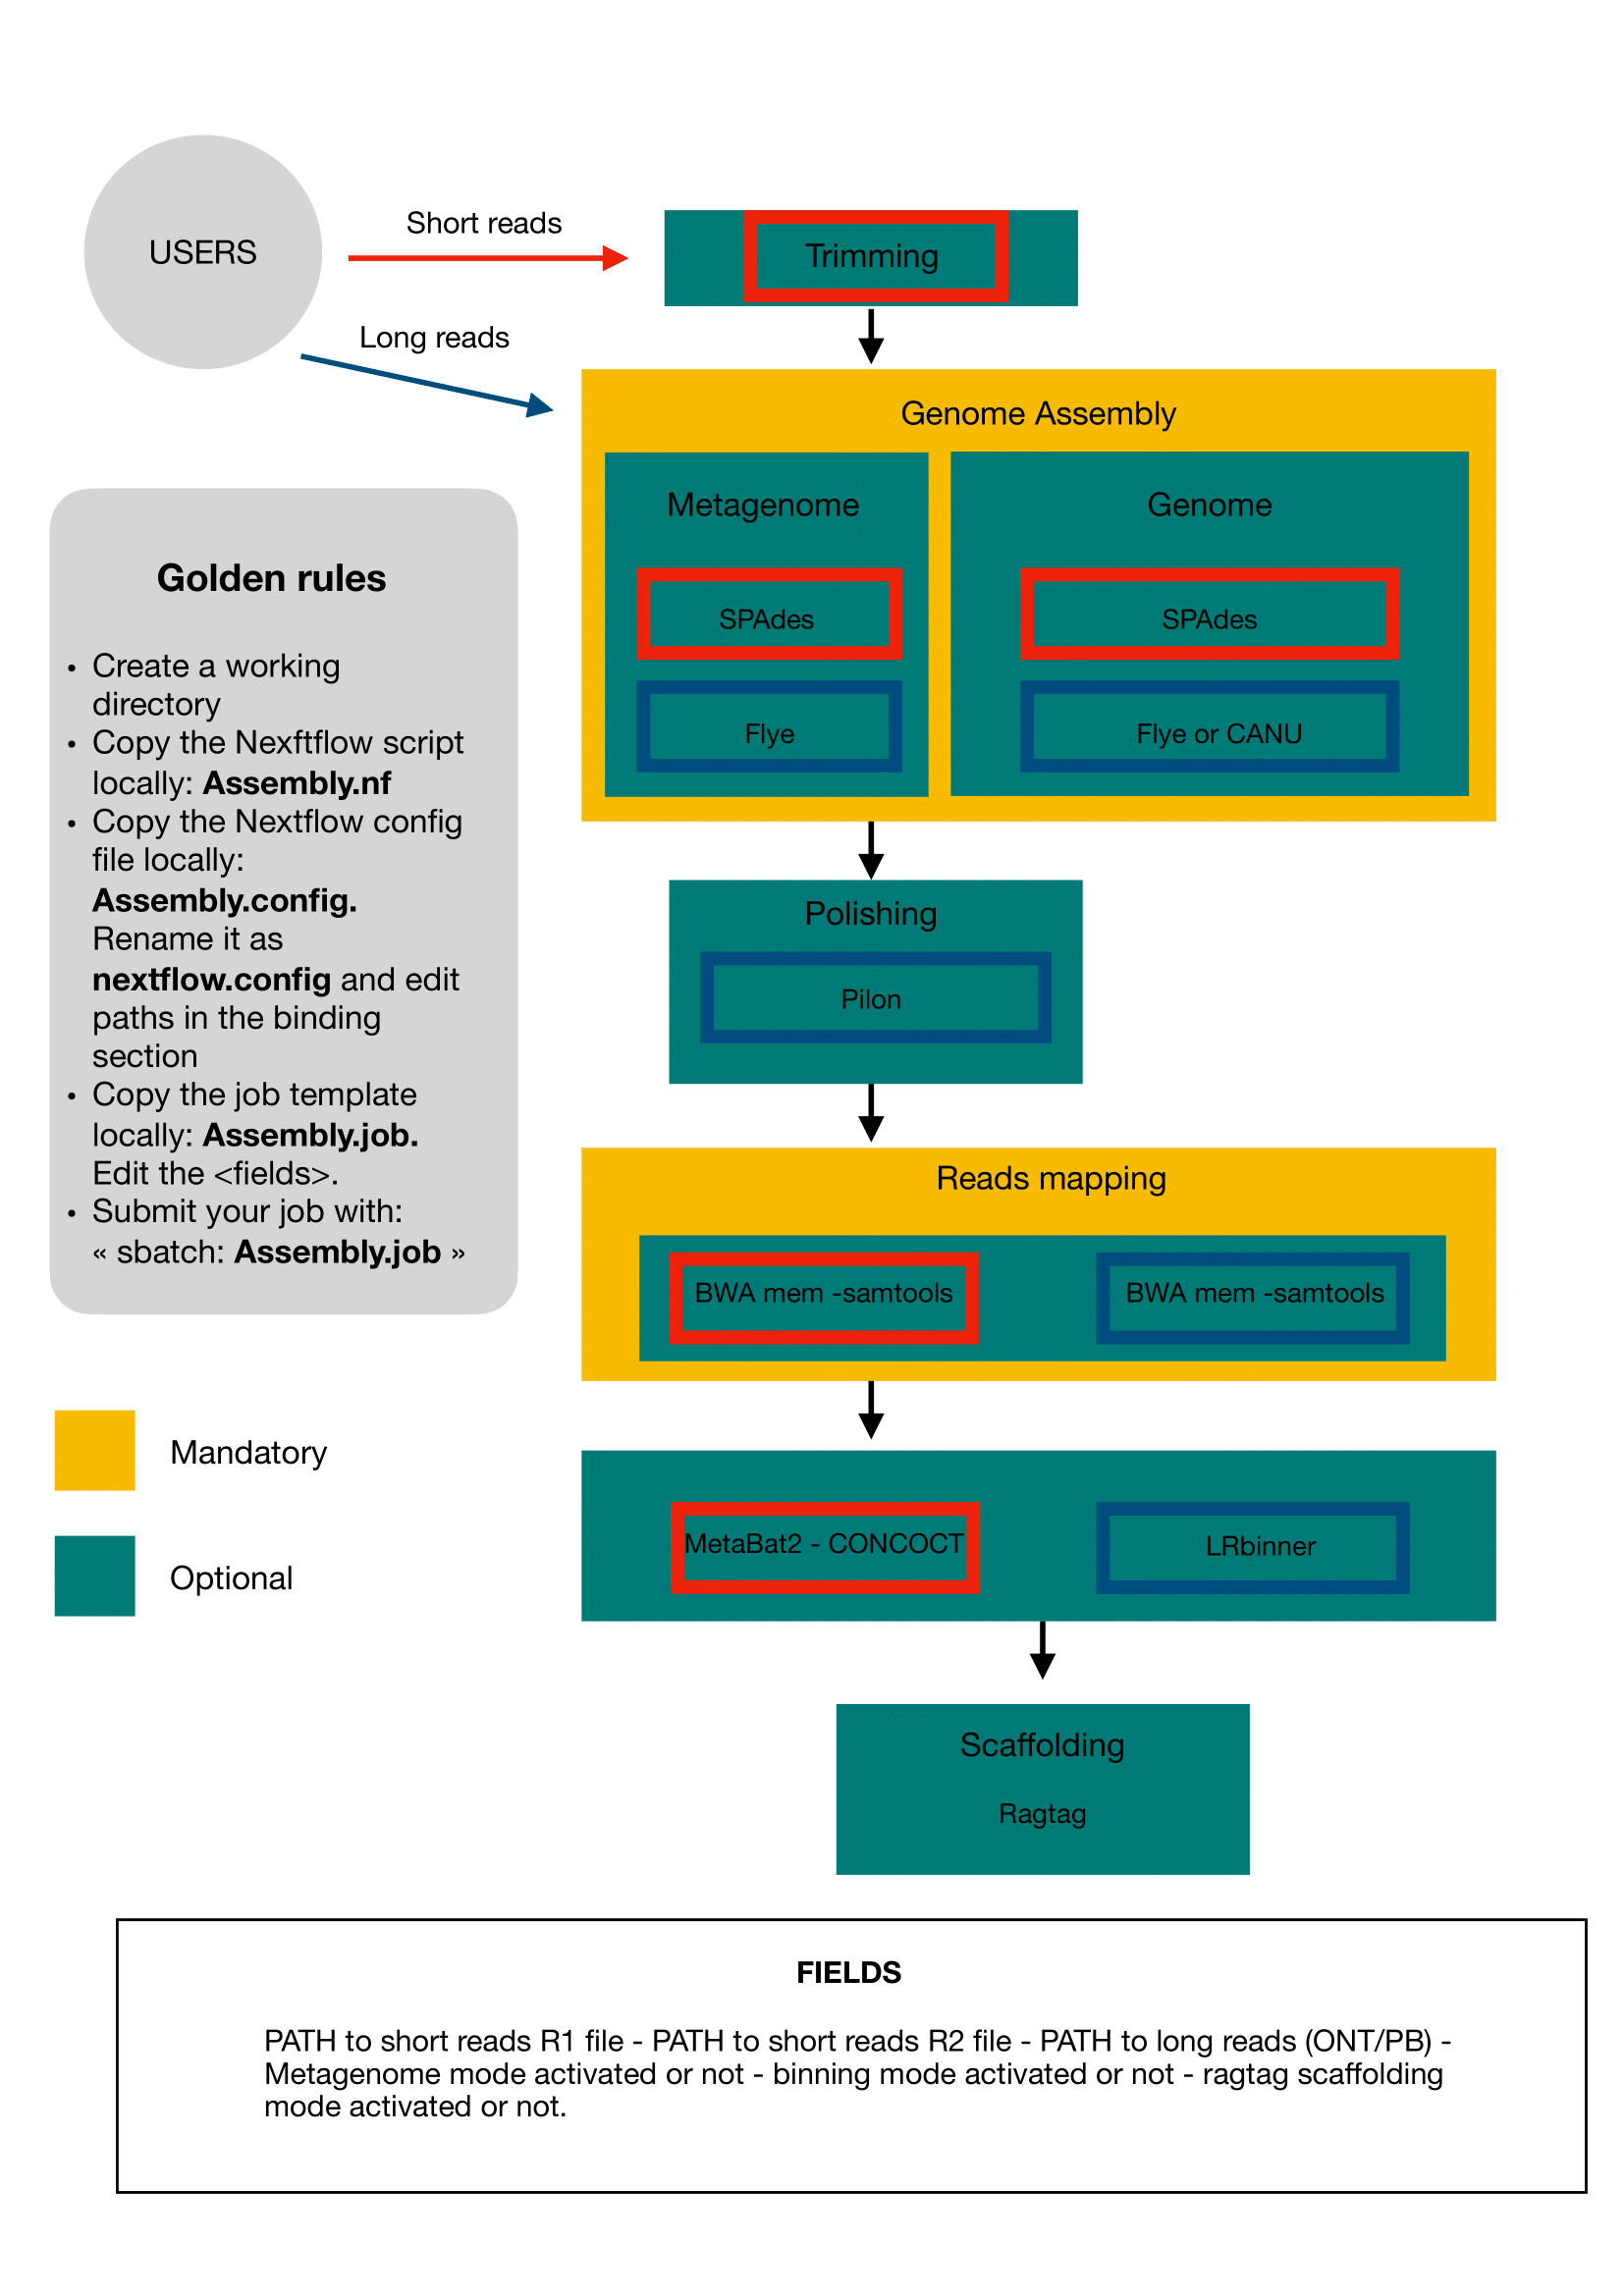 USERS
Short reads
Long reads
Trimming
Genome Assembly
Metagenome
SPAdes
Flye
Genome
SPAdes
Flye or CANU
Polishing
Pilon
Reads mapping
BWA mem -samtools
BWA mem -samtools
MetaBat2 - CONCOCT
LRbinner
Scaffolding
Ragtag
Golden rules
• Create a working
directory
• Copy the Nexftflow script
locally: Assembly.nf
• Copy the Nextflow config
file locally:
Assembly.config.
Rename it as
nextflow.config and edit
paths in the binding
section
• Copy the job template
locally: Assembly.job.
Edit the <fields>.
• Submit your job with:
« sbatch: Assembly.job »
Mandatory
Optional
FIELDS
PATH to short reads R1 file - PATH to short reads R2 file - PATH to long reads (ONT/PB) -
Metagenome mode activated or not - binning mode activated or not - ragtag scaffolding
mode activated or not.